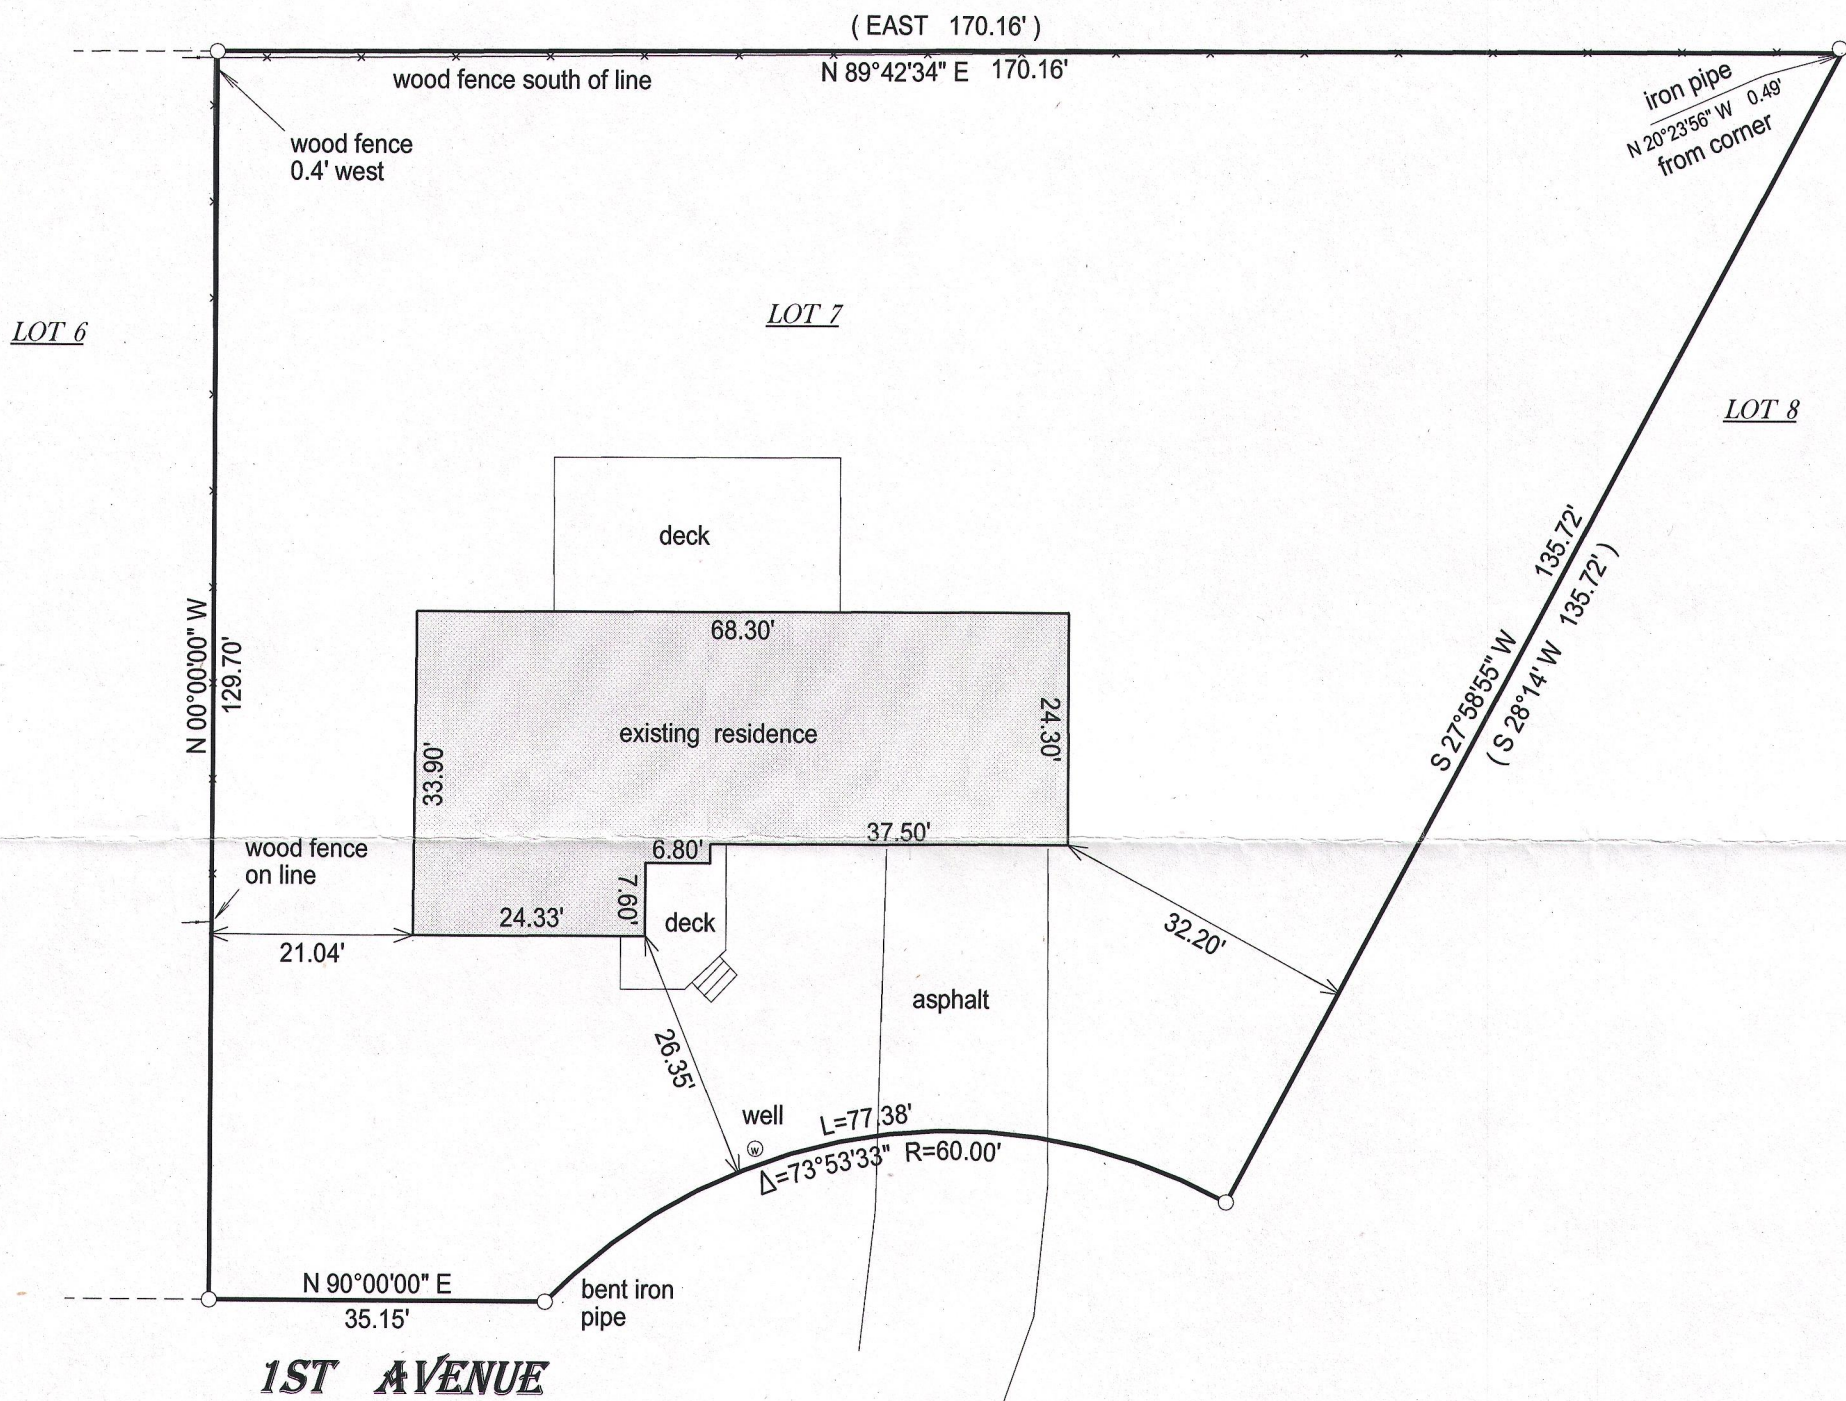 ( EAST 170.16' )
N 89°42'34" E 170.16'
wood fence south of line
iron pipe
N 20°23'56" W 0.49'
from corner
wood fence
0.4' west
LOT 6
LOT 7
LOT 8
deck
135.72'
S 27°58'55" W
( S 28°14' W 135.72' )
N 00°00'00" W
129.70'
68.30'
existing residence
24.30'
33.90'
37.50'
6.80'
wood fence
on line
7.60'
24.33'
deck
21.04'
32.20'
asphalt
26.35'
well
W
L=77.38'
Δ=73°53'33" R=60.00'
N 90°00'00" E
35.15'
bent iron
pipe
1ST AVENUE